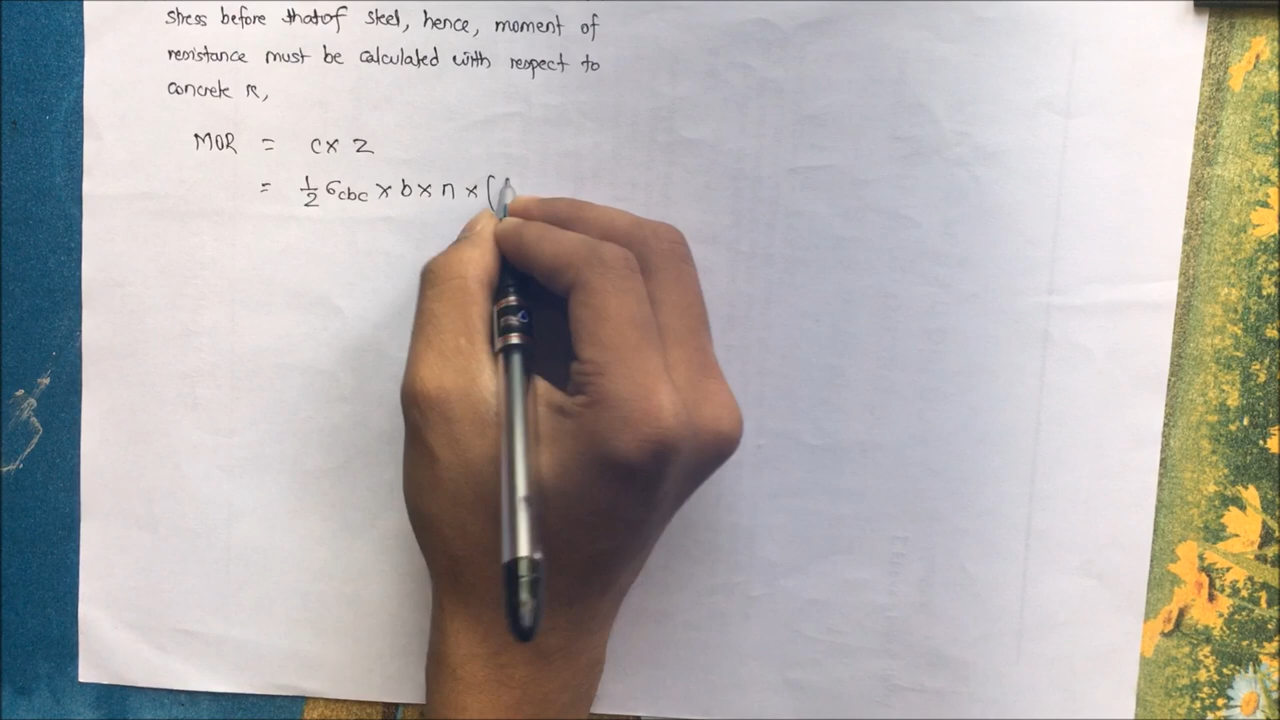 stress before that of steel, hence, moment of
resistance must be calculated with respect to
concrete ie,
MOR = C × Z
= 1/2 σcbc × b × n × (